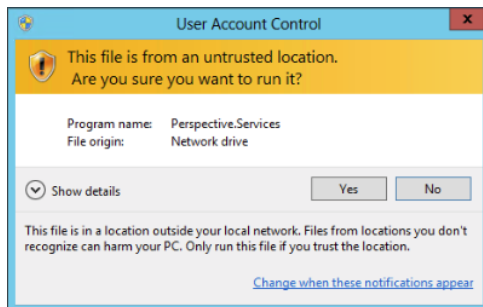 User Account Control
x
This file is from an untrusted location.
Are you sure you want to run it?
Program name: Perspective.Services
File origin: Network drive
Show details
Yes No
This file is in a location outside your local network. Files from locations you don't
recognize can harm your PC. Only run this file if you trust the location.
Change when these notifications appear